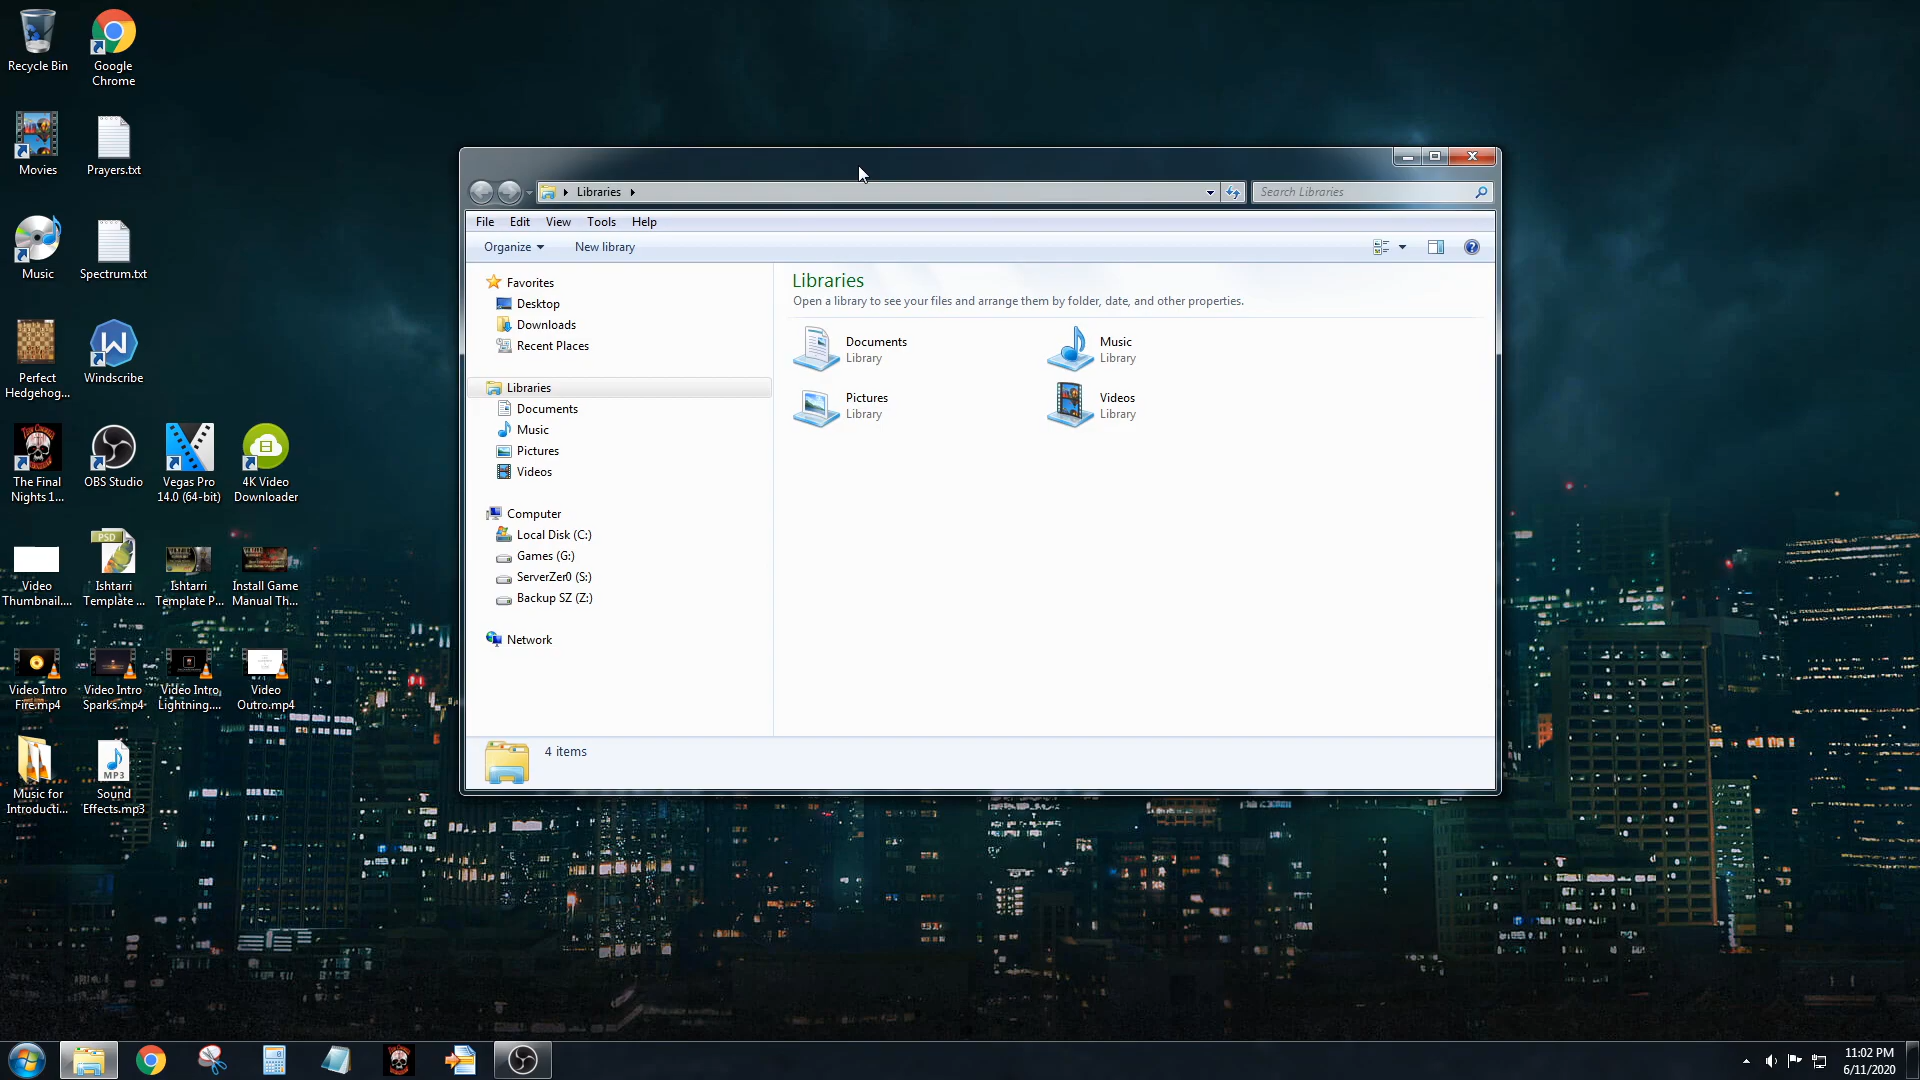 Recycle Bin
Google
Chrome
Movies
Prayers.txt
Music
Spectrum.txt
Perfect
Hedgehog...
Windscribe
The Final
Nights 1...
OBS Studio
Vegas Pro
14.0 (64-bit)
4K Video
Downloader
PSD
Video
Thumbnail....
Ishtarri
Template ...
Ishtarri
Template P...
Install Game
Manual Th...
Video Intro
Fire.mp4
Video Intro
Sparks.mp4
Video Intro
Lightning....
Video
Outro.mp4
Music for
Introducti...
MP3
Sound
Effects.mp3
Libraries
Search Libraries
File Edit View Tools Help
Organize New library
Favorites
Desktop
Downloads
Recent Places
Libraries
Documents
Music
Pictures
Videos
Computer
Local Disk (C:)
Games (G:)
ServerZer0 (S:)
Backup SZ (Z:)
Network
Libraries
Open a library to see your files and arrange them by folder, date, and other properties.
Documents
Library
Music
Library
Pictures
Library
Videos
Library
4 items
11:02 PM
6/11/2020